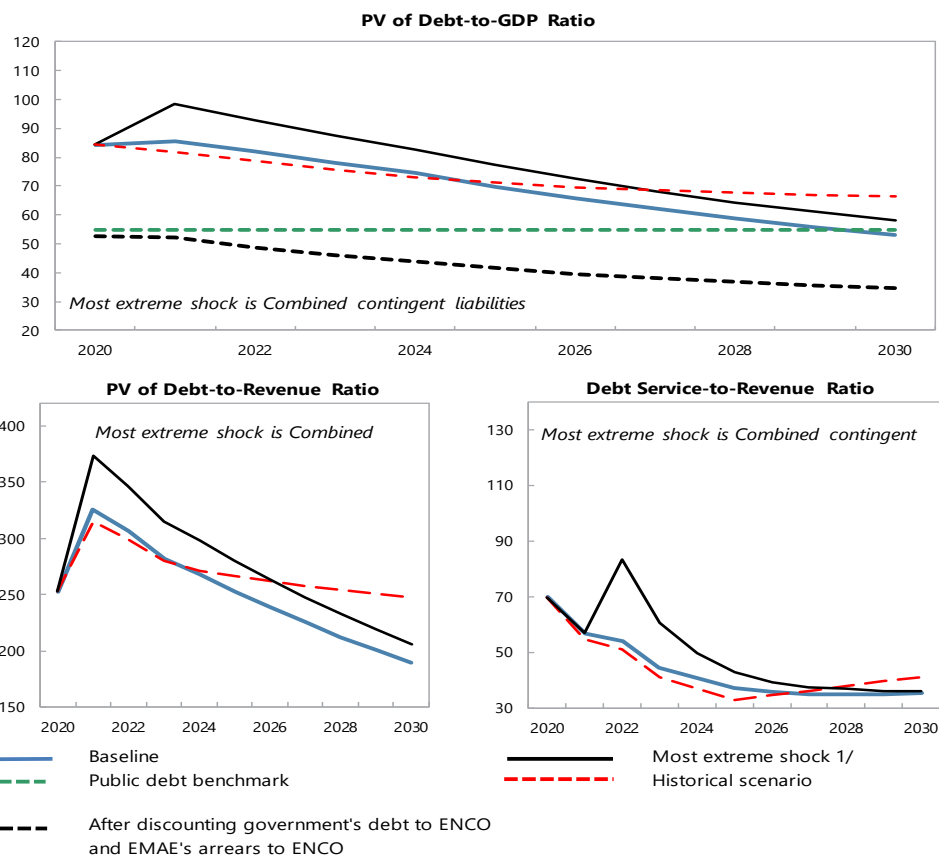 PV of Debt-to-GDP Ratio
120
110
100
90
80
70
60
50
40
30
20
Most extreme shock is Combined contingent liabilities
2020 2022 2024 2026 2028 2030
PV of Debt-to-Revenue Ratio
400
350
300
250
200
150
Most extreme shock is Combined
2020 2022 2024 2026 2028 2030
Debt Service-to-Revenue Ratio
130
110
90
70
50
30
Most extreme shock is Combined contingent
2020 2022 2024 2026 2028 2030
Baseline
Public debt benchmark
After discounting government's debt to ENCO
and EMAE's arrears to ENCO
Most extreme shock 1/
Historical scenario